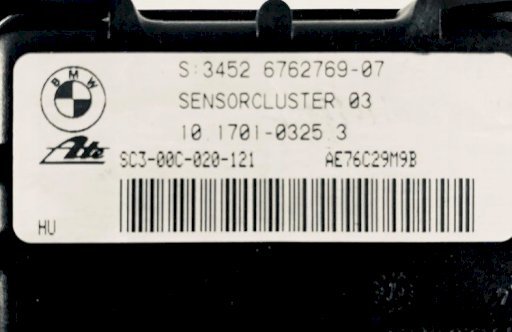 BMW
S:3452 6762769-07
SENSORCLUSTER 03
10.1701-0325.3
Ate
SC3-00C-020-121 AE76C29M9B
HU